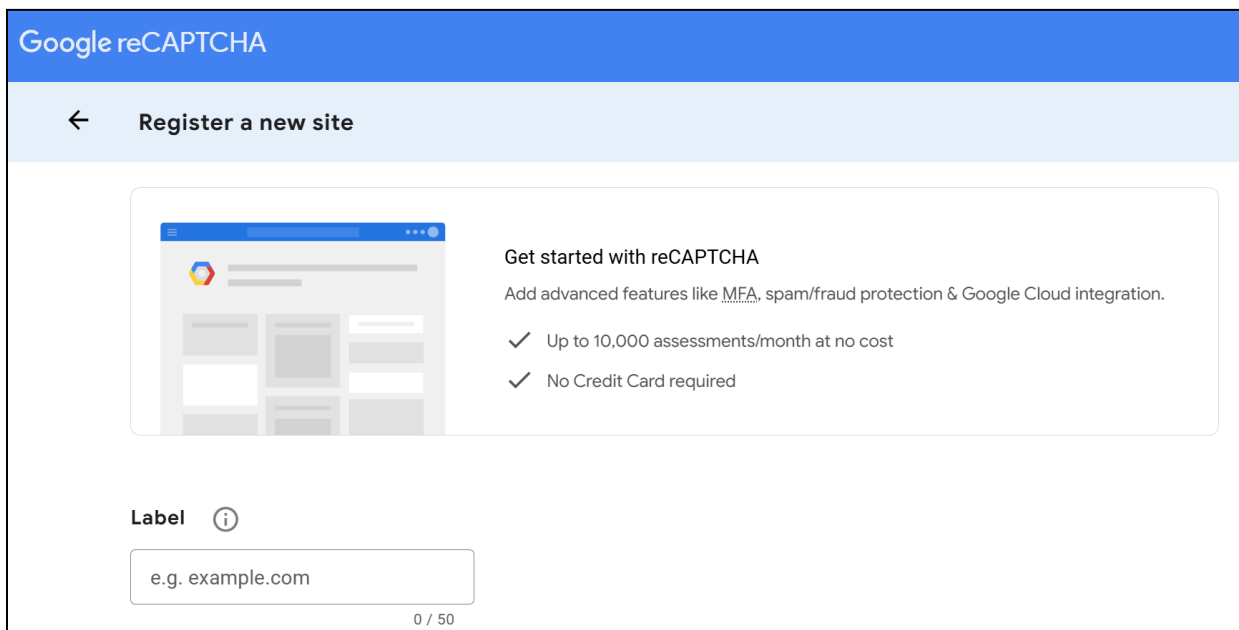 Google reCAPTCHA
Register a new site
Get started with reCAPTCHA
Add advanced features like MFA, spam/fraud protection & Google Cloud integration.
Up to 10,000 assessments/month at no cost
No Credit Card required
Label
e.g. example.com
0 / 50